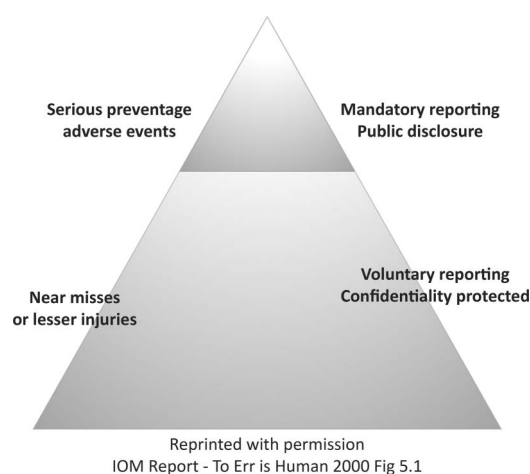 Serious preventage
adverse events
Mandatory reporting
Public disclosure
Near misses
or lesser injuries
Voluntary reporting
Confidentiality protected
Reprinted with permission
IOM Report - To Err is Human 2000 Fig 5.1